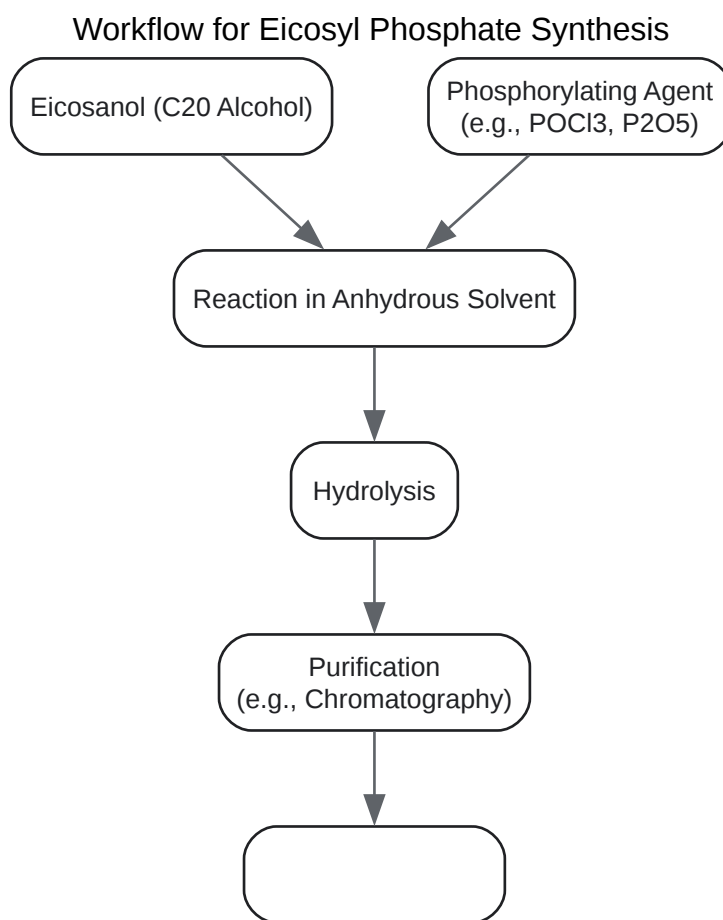 Workflow for Eicosyl Phosphate Synthesis
Eicosanol (C20 Alcohol)
Phosphorylating Agent
(e.g., POCl3, P2O5)
Reaction in Anhydrous Solvent
Hydrolysis
Purification
(e.g., Chromatography)